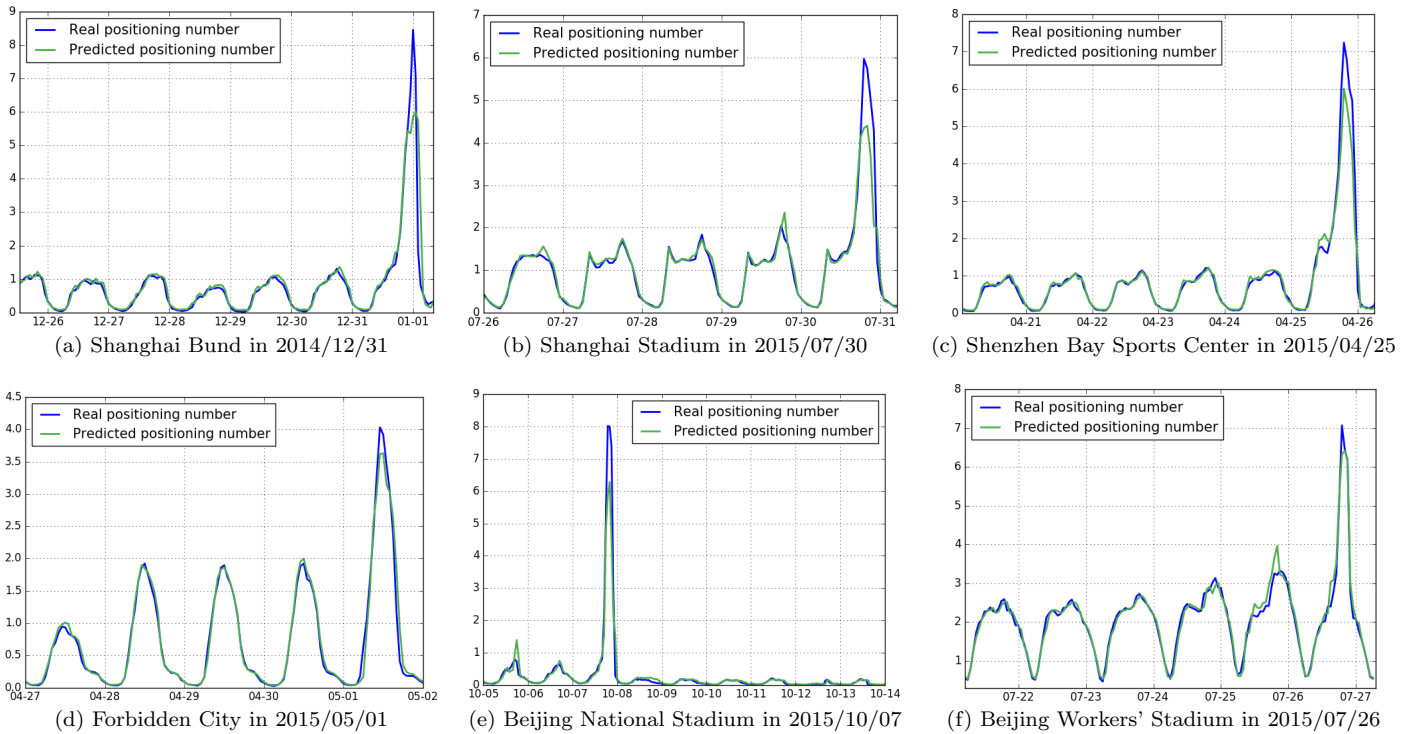 9
8
7
6
5
4
3
2
1
0
Real positioning number
Predicted positioning number
12-26 12-27 12-28 12-29 12-30 12-31 01-01
(a) Shanghai Bund in 2014/12/31
7
6
5
4
3
2
1
0
Real positioning number
Predicted positioning number
07-26 07-27 07-28 07-29 07-30 07-31
(b) Shanghai Stadium in 2015/07/30
8
7
6
5
4
3
2
1
0
Real positioning number
Predicted positioning number
04-21 04-22 04-23 04-24 04-25 04-26
(c) Shenzhen Bay Sports Center in 2015/04/25
4.5
4.0
3.5
3.0
2.5
2.0
1.5
1.0
0.5
0.0
Real positioning number
Predicted positioning number
04-27 04-28 04-29 04-30 05-01 05-02
(d) Forbidden City in 2015/05/01
9
8
7
6
5
4
3
2
1
0
Real positioning number
Predicted positioning number
10-05 10-06 10-07 10-08 10-09 10-10 10-11 10-12 10-13 10-14
(e) Beijing National Stadium in 2015/10/07
8
7
6
5
4
3
2
1
Real positioning number
Predicted positioning number
07-22 07-23 07-24 07-25 07-26 07-27
(f) Beijing Workers' Stadium in 2015/07/26